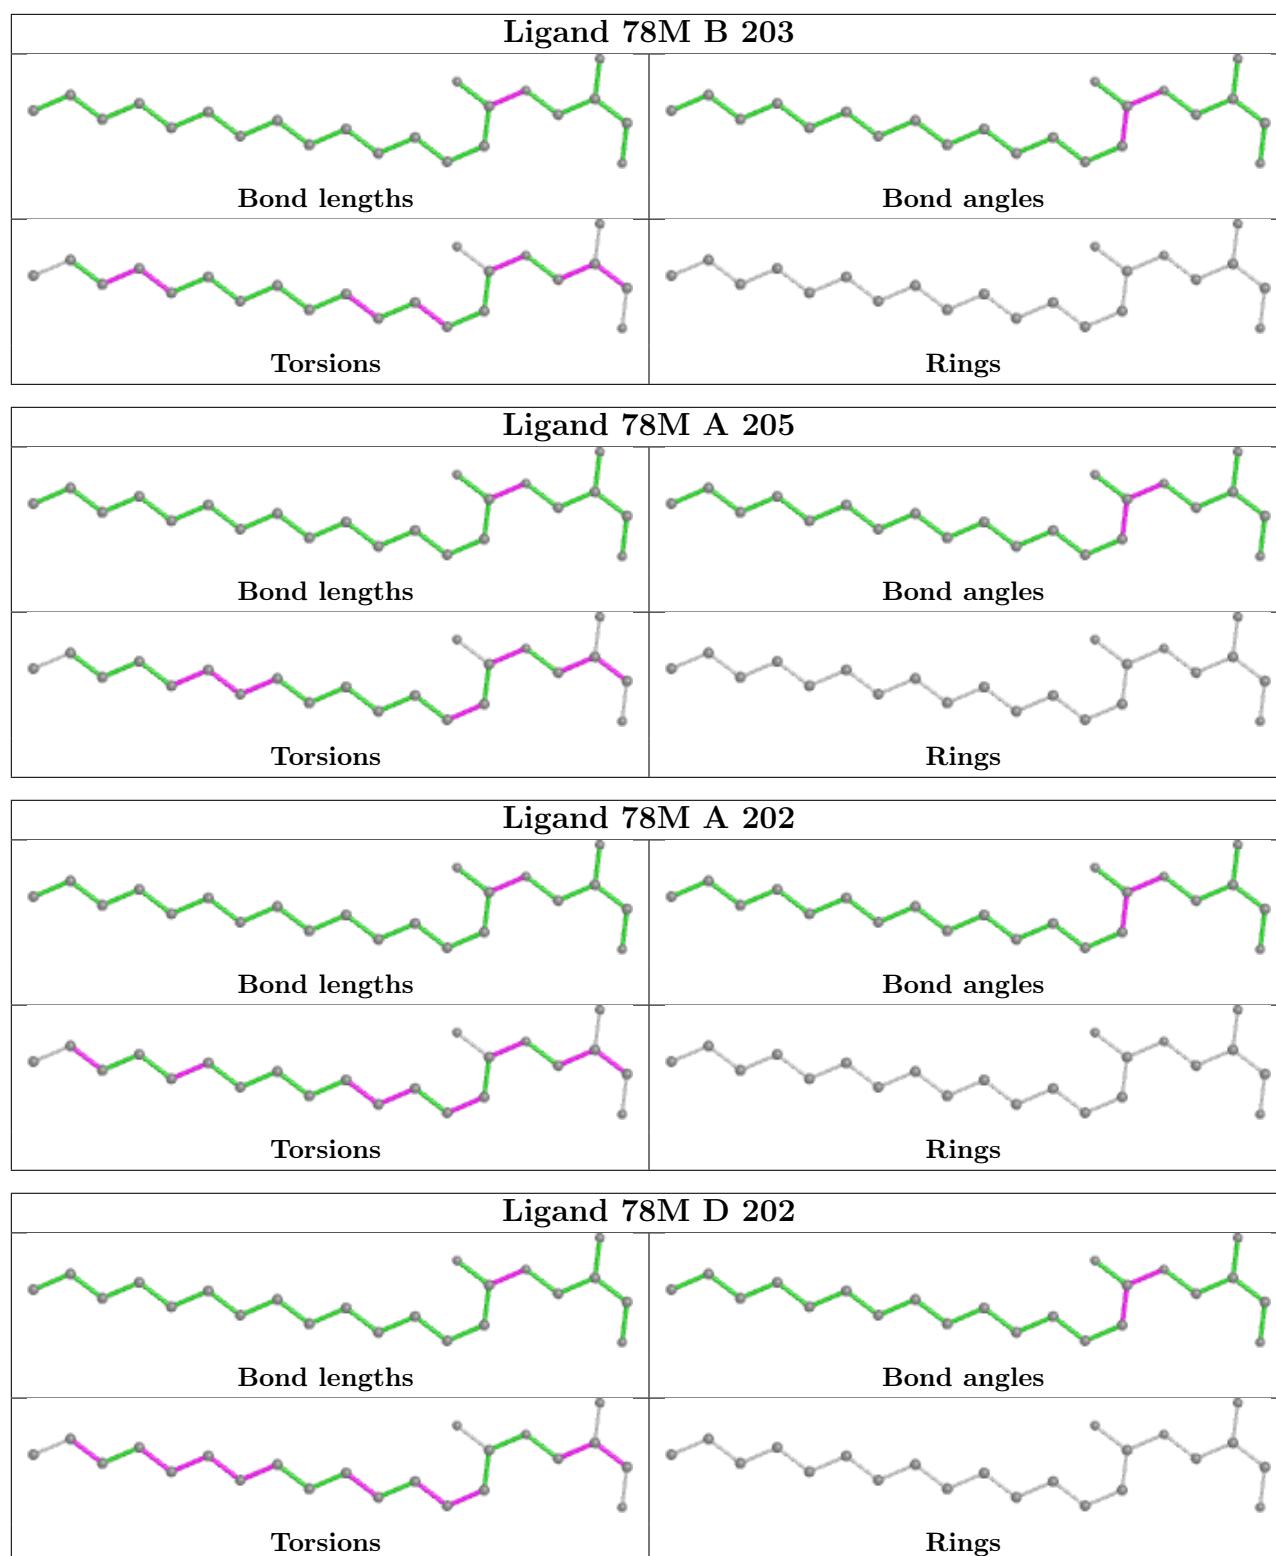 Ligand 78M B 203
Bond lengths
Bond angles
Torsions
Rings
Ligand 78M A 205
Bond lengths
Bond angles
Torsions
Rings
Ligand 78M A 202
Bond lengths
Bond angles
Torsions
Rings
Ligand 78M D 202
Bond lengths
Bond angles
Torsions
Rings